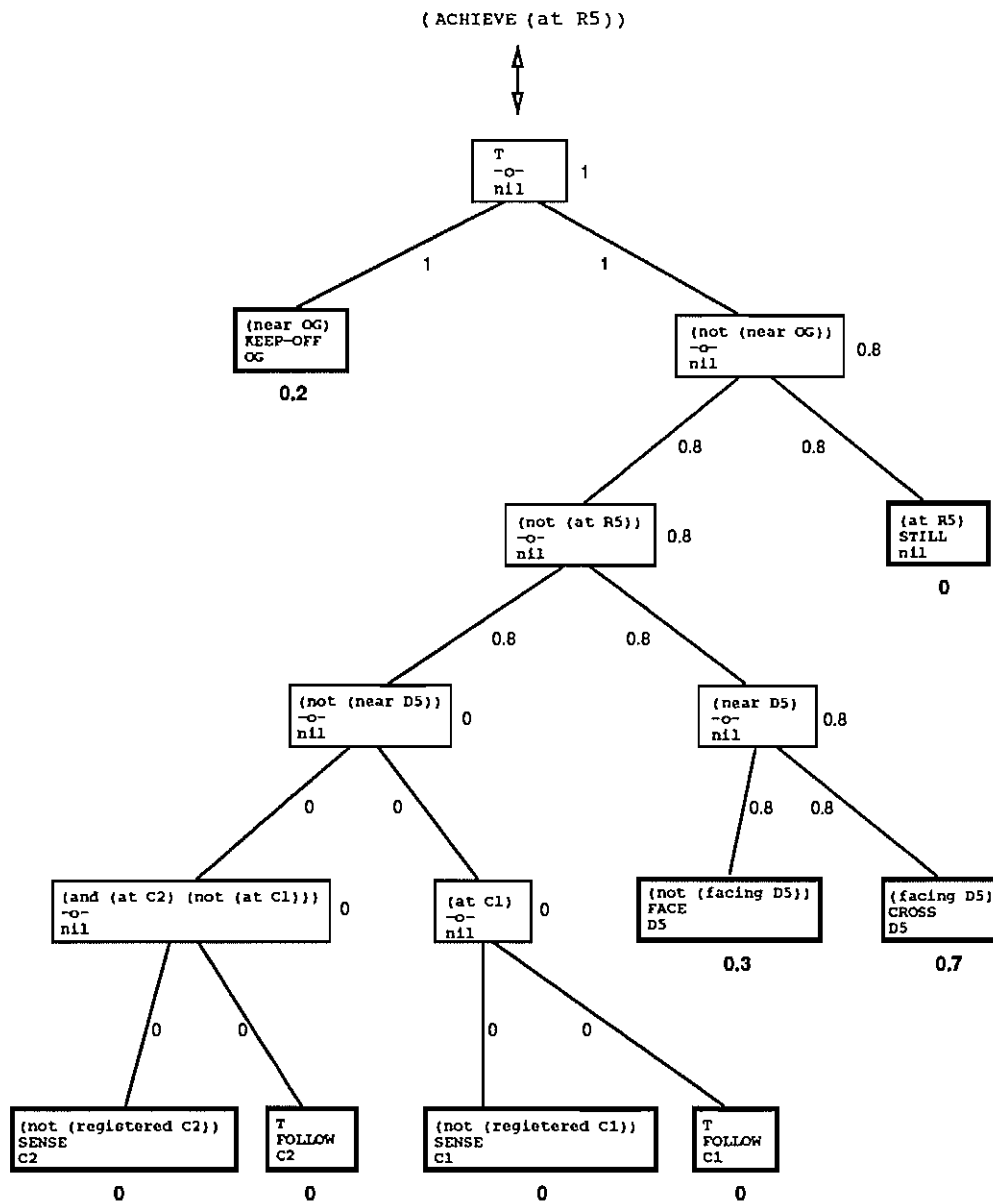 (ACHIEVE (at R5))
T
-o-
nil
1
1
1
(near OG)
KEEP-OFF
OG
0.2
(not (near OG))
-o-
nil
0.8
0.8
0.8
(not (at R5))
-o-
nil
0.8
(at R5)
STILL
nil
0
0.8
0.8
(not (near D5))
-o-
nil
0
(near D5)
-o-
nil
0.8
0
0
0.8
0.8
(and (at C2) (not (at C1)))
-o-
nil
0
(at C1)
-o-
nil
0
(not (facing D5))
FACE
D5
0.3
(facing D5)
CROSS
D5
0.7
0
0
0
0
(not (registered C2))
SENSE
C2
0
T
FOLLOW
C2
0
(not (registered C1))
SENSE
C1
0
T
FOLLOW
C1
0